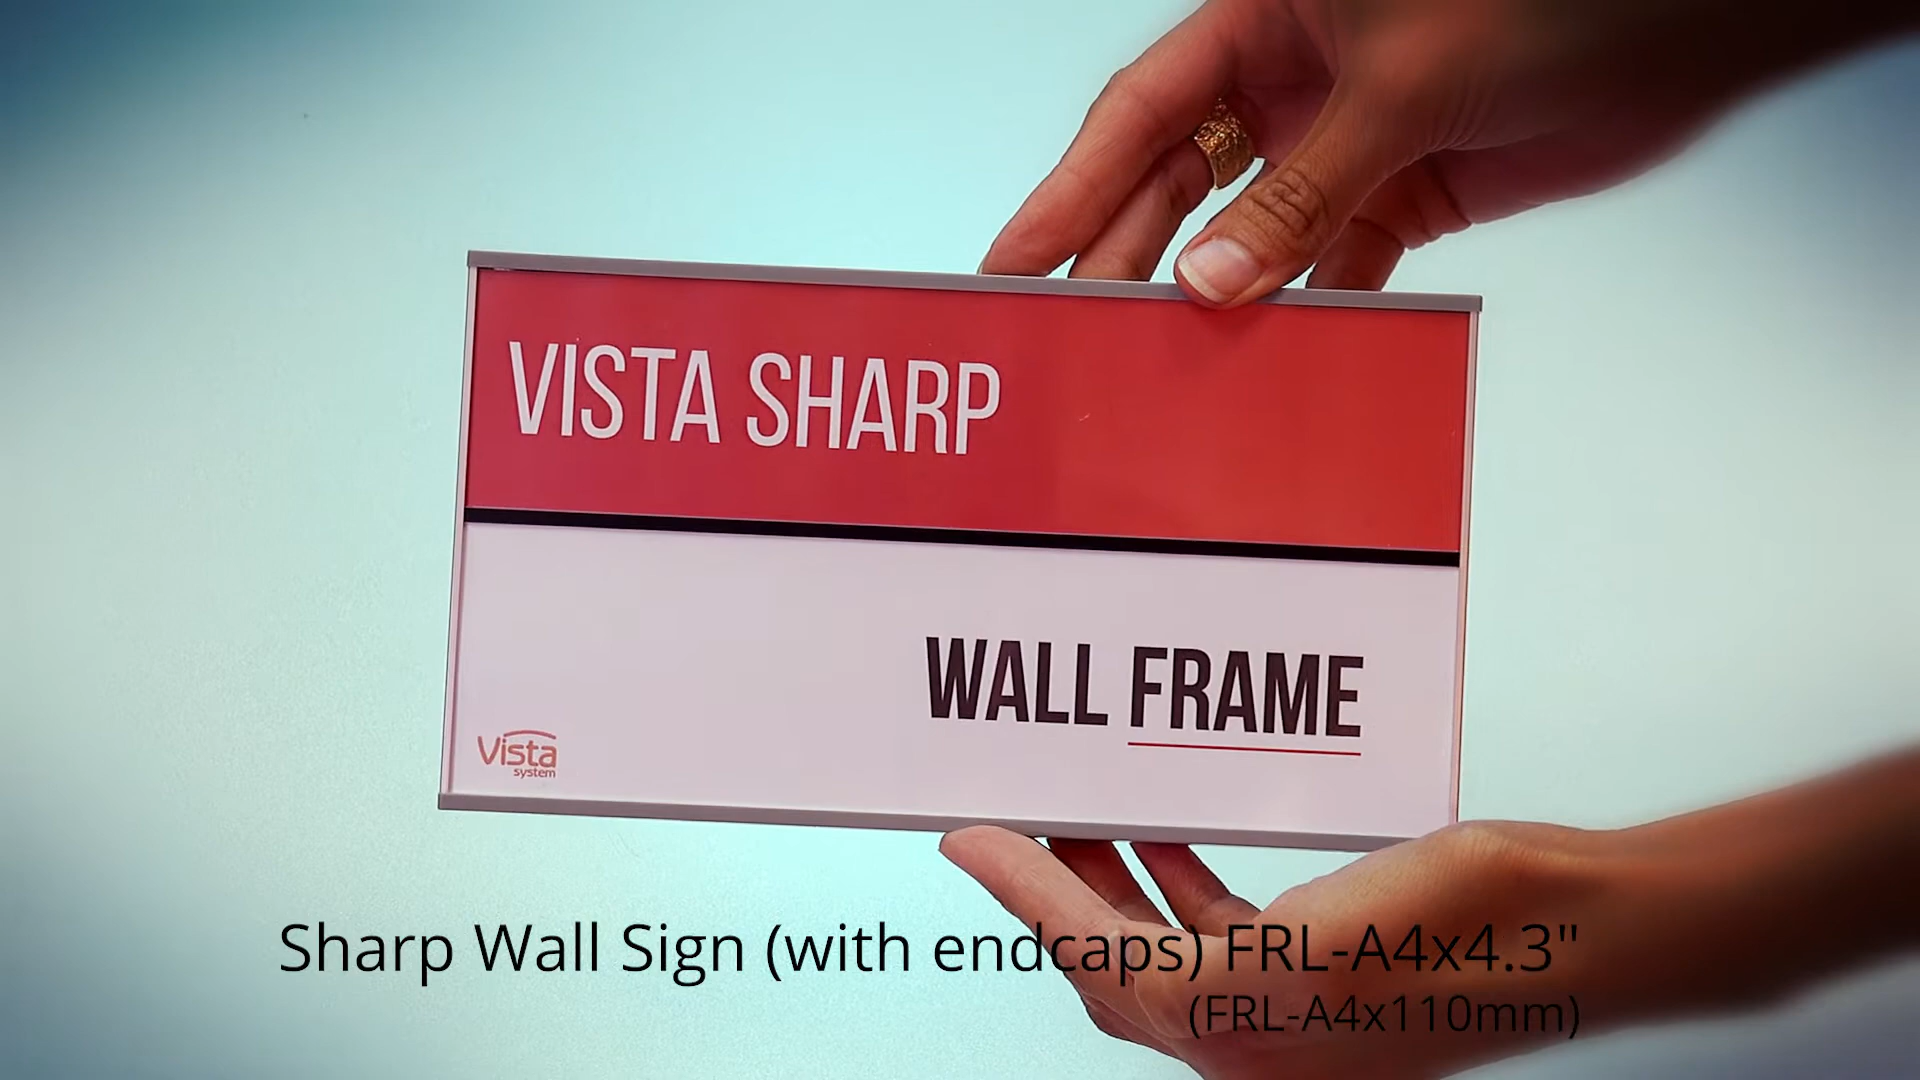 VISTA SHARP
WALL FRAME
Vista
system
Sharp Wall Sign (with endcaps) FRL-A4x4.3"
(FRL-A4x110mm)